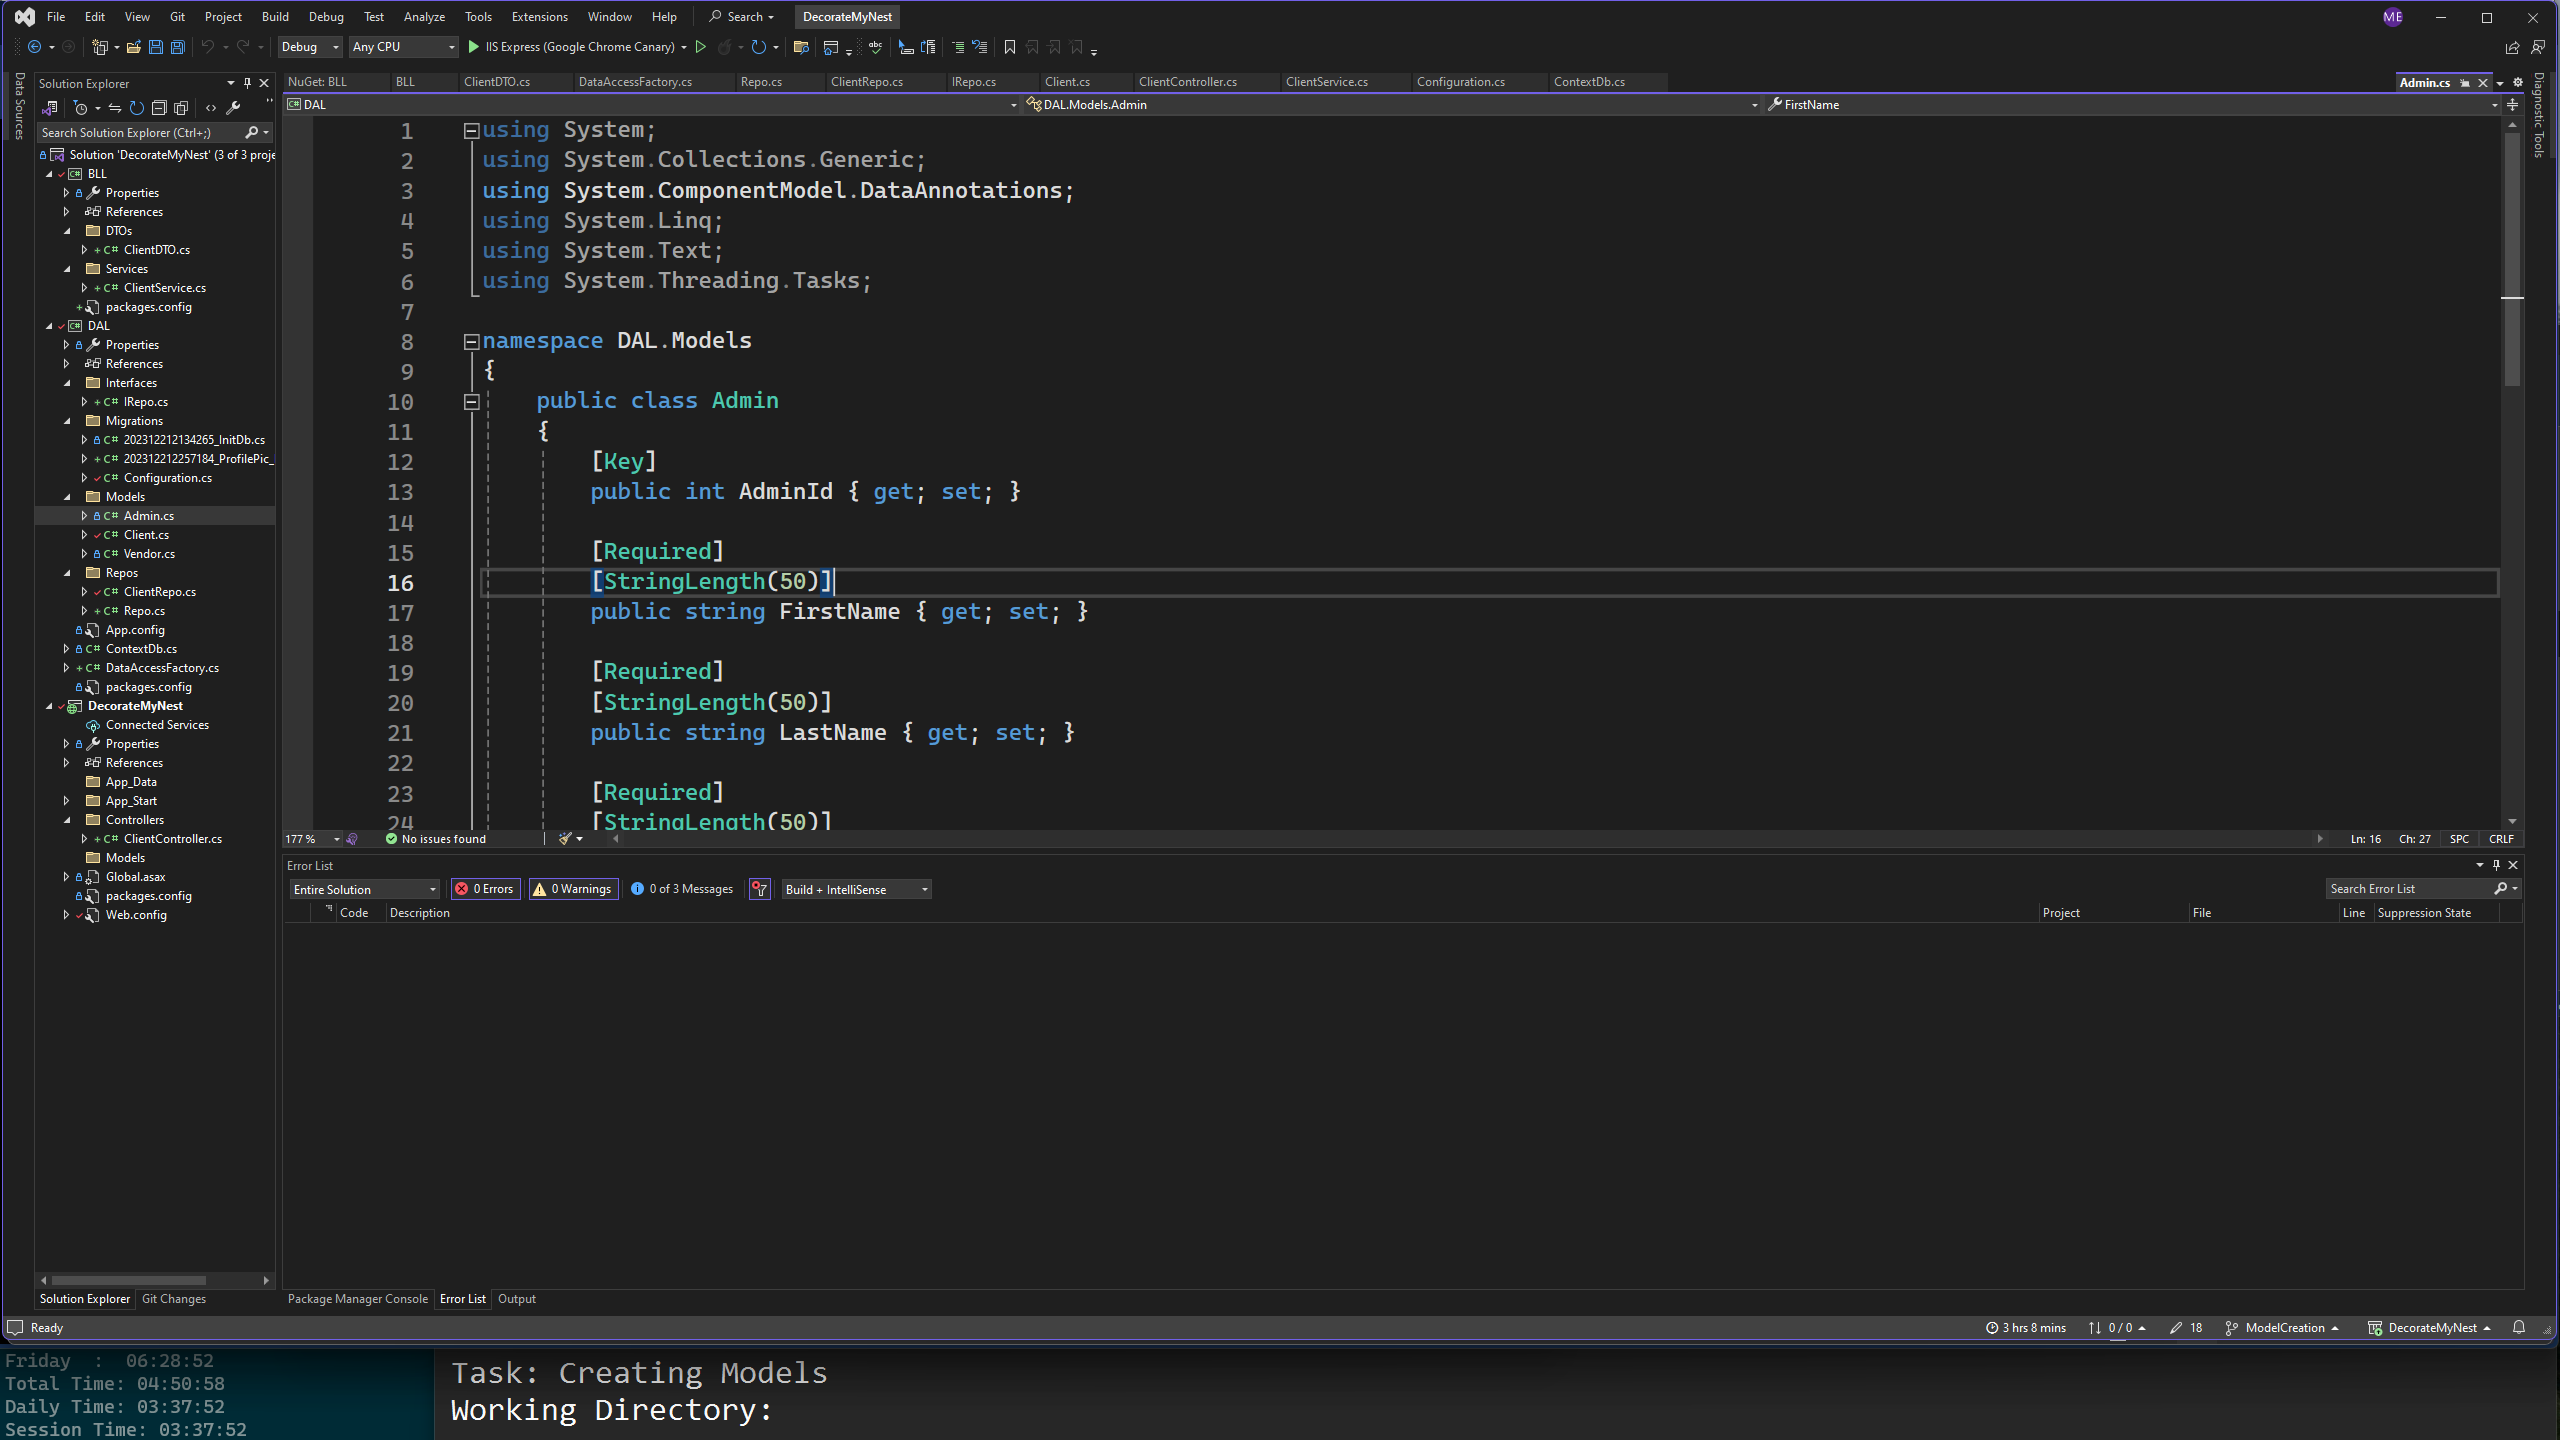 File Edit View Git Project Build Debug Test Analyze Tools Extensions Window Help Search DecorateMyNest ME
Debug Any CPU IIS Express (Google Chrome Canary)
Data Sources
Solution Explorer
Search Solution Explorer (Ctrl+;)
Solution 'DecorateMyNest' (3 of 3 proje
BLL
Properties
References
DTOs
C# ClientDTO.cs
Services
C# ClientService.cs
packages.config
DAL
Properties
References
Interfaces
C# IRepo.cs
Migrations
C# 202312212134265_InitDb.cs
C# 202312212257184_ProfilePic_
C# Configuration.cs
Models
C# Admin.cs
C# Client.cs
C# Vendor.cs
Repos
C# ClientRepo.cs
C# Repo.cs
App.config
C# ContextDb.cs
C# DataAccessFactory.cs
packages.config
DecorateMyNest
Connected Services
Properties
References
App_Data
App_Start
Controllers
C# ClientController.cs
Models
Global.asax
packages.config
Web.config
Solution Explorer Git Changes
NuGet: BLL BLL ClientDTO.cs DataAccessFactory.cs Repo.cs ClientRepo.cs IRepo.cs Client.cs ClientController.cs ClientService.cs Configuration.cs ContextDb.cs Admin.cs
DAL DAL.Models.Admin FirstName
Diagnostic Tools
1 using System;
2 using System.Collections.Generic;
3 using System.ComponentModel.DataAnnotations;
4 using System.Linq;
5 using System.Text;
6 using System.Threading.Tasks;
7
8 namespace DAL.Models
9 {
10 public class Admin
11 {
12 [Key]
13 public int AdminId { get; set; }
14
15 [Required]
16 [StringLength(50)]
17 public string FirstName { get; set; }
18
19 [Required]
20 [StringLength(50)]
21 public string LastName { get; set; }
22
23 [Required]
24 [StringLength(50)]
177 % No issues found Ln: 16 Ch: 27 SPC CRLF
Error List
Entire Solution 0 Errors 0 Warnings 0 of 3 Messages Build + IntelliSense Search Error List
Code Description Project File Line Suppression State
Package Manager Console Error List Output
Ready 3 hrs 8 mins 0 / 0 18 ModelCreation DecorateMyNest
Friday : 06:28:52
Total Time: 04:50:58
Daily Time: 03:37:52
Session Time: 03:37:52
Task: Creating Models
Working Directory: